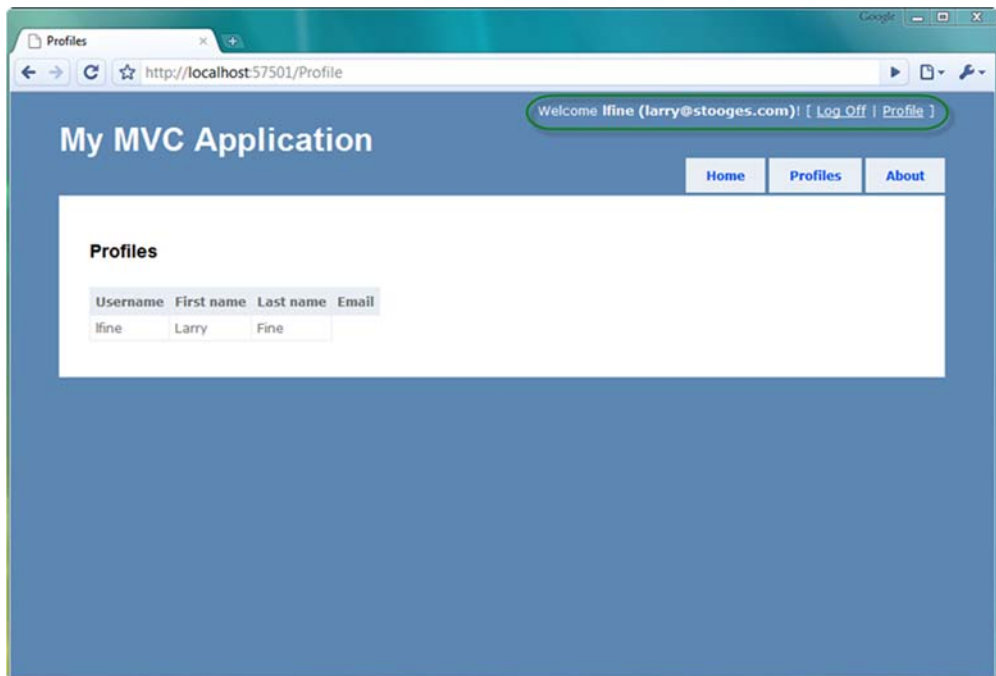 Google
Profiles
http://localhost:57501/Profile
Welcome lfine (larry@stooges.com)! [ Log Off | Profile ]
My MVC Application
Home Profiles About
Profiles
Username First name Last name Email
lfine Larry Fine